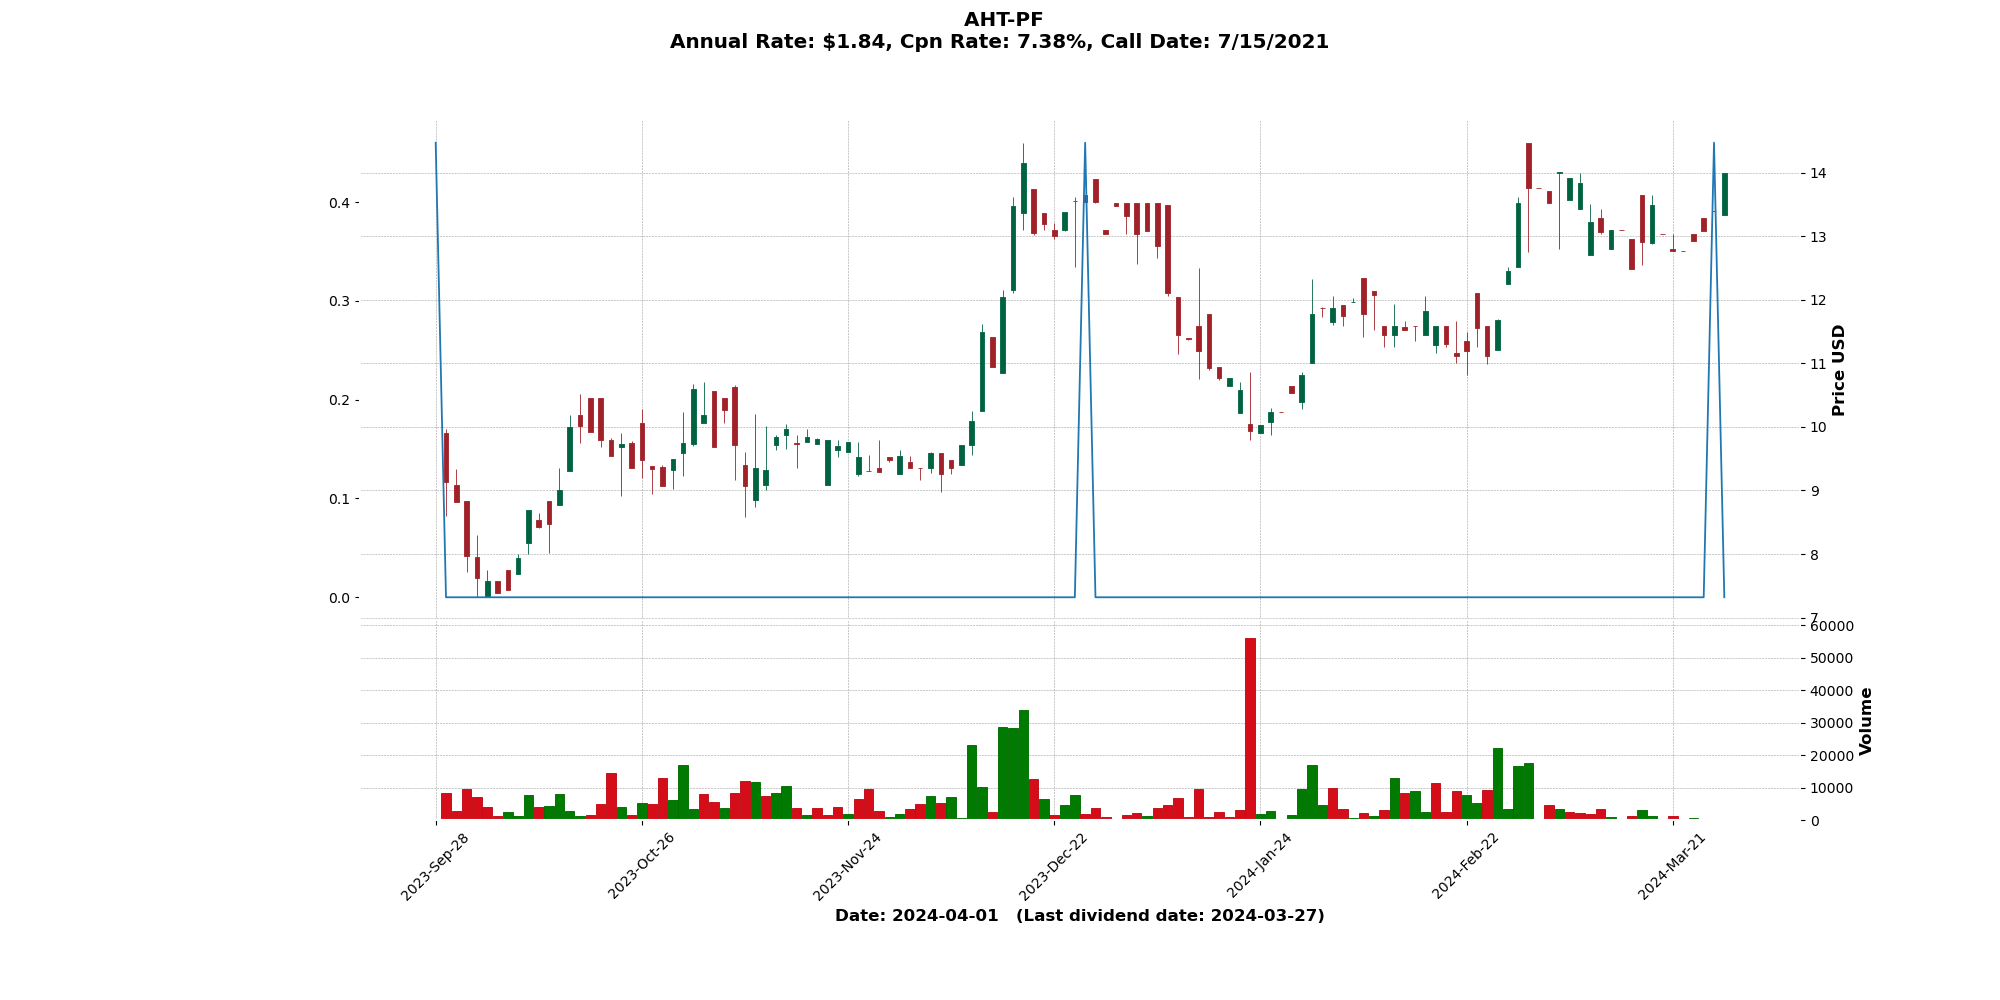 AHT-PF
Annual Rate: $1.84, Cpn Rate: 7.38%, Call Date: 7/15/2021
0.4
0.3
0.2
0.1
0.0
14
13
12
11
10
9
8
7
Price USD
60000
50000
40000
30000
20000
10000
0
Volume
2023-Sep-28
2023-Oct-26
2023-Nov-24
2023-Dec-22
2024-Jan-24
2024-Feb-22
2024-Mar-21
Date: 2024-04-01 (Last dividend date: 2024-03-27)